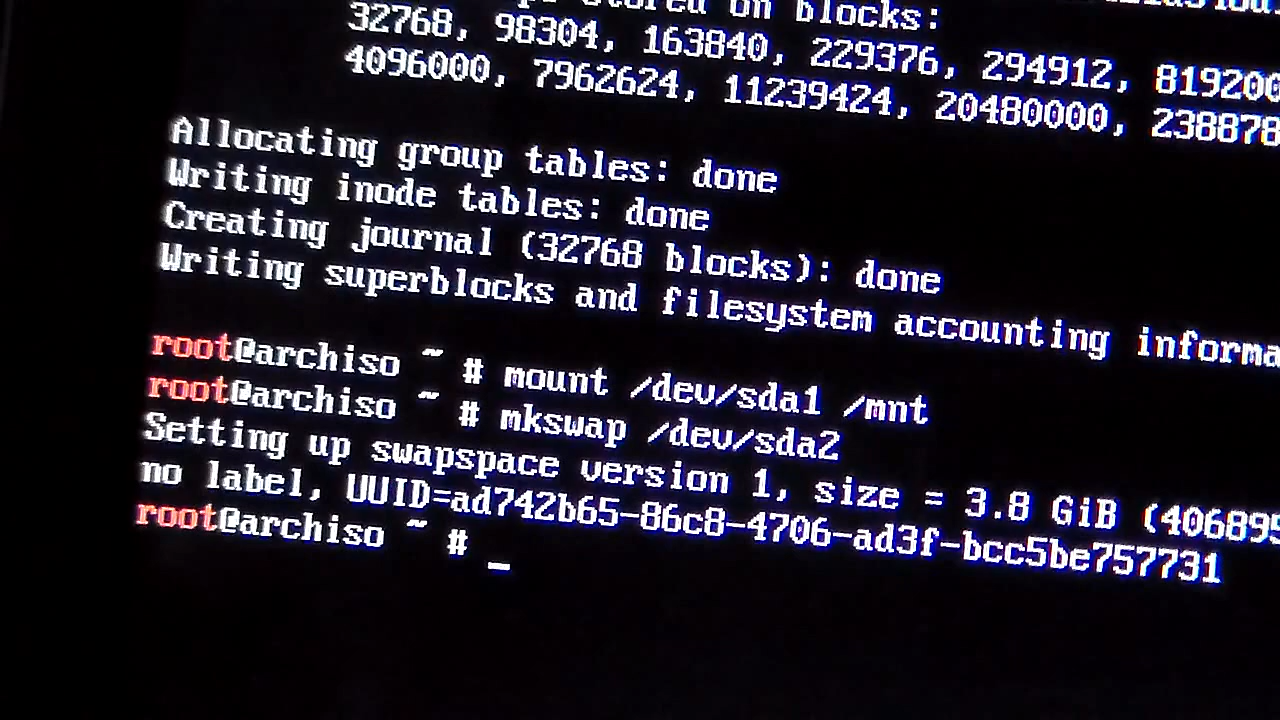 stored on blocks:
32768, 98304, 163840, 229376, 294912, 819200
4096000, 7962624, 11239424, 20480000, 238878
Allocating group tables: done
Writing inode tables: done
Creating journal (32768 blocks): done
Writing superblocks and filesystem accounting informa
root@archiso ~ # mount /dev/sda1 /mnt
root@archiso ~ # mkswap /dev/sda2
Setting up swapspace version 1, size = 3.8 GiB (406895
no label, UUID=ad742b65-86c8-4706-ad3f-bcc5be757731
root@archiso ~ # _